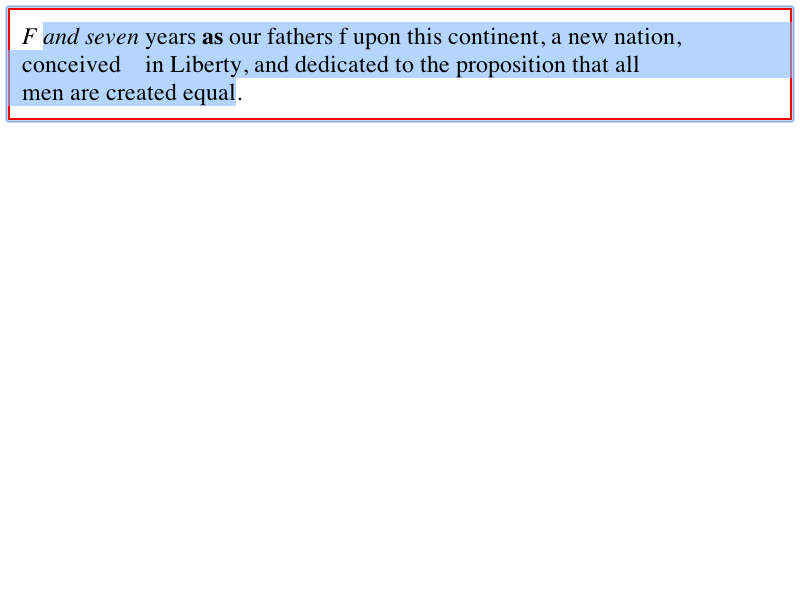 F and seven years as our fathers f upon this continent, a new nation,
conceived    in Liberty, and dedicated to the proposition that all
men are created equal.